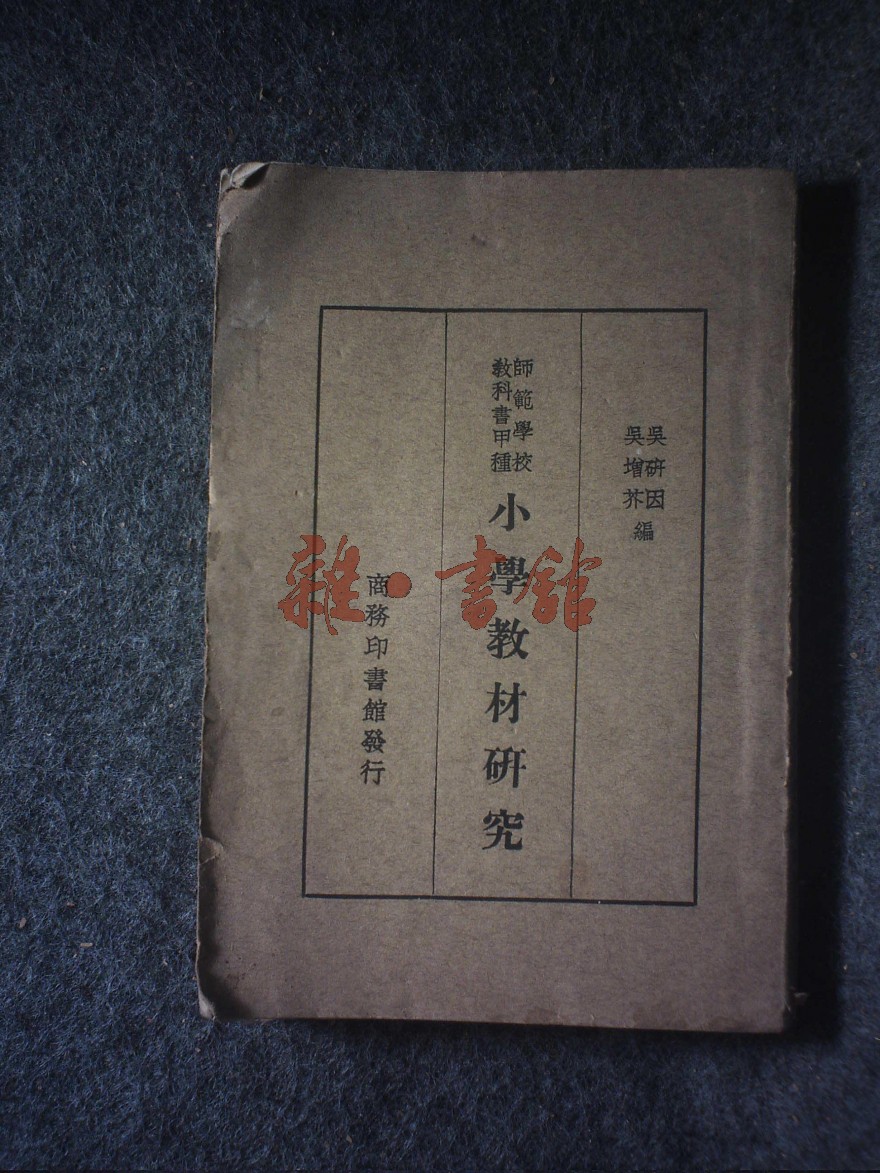 吳研因
吳增芥
編
師範學校
教科書甲種
小學教材研究
商務印書館發行
雜·書館